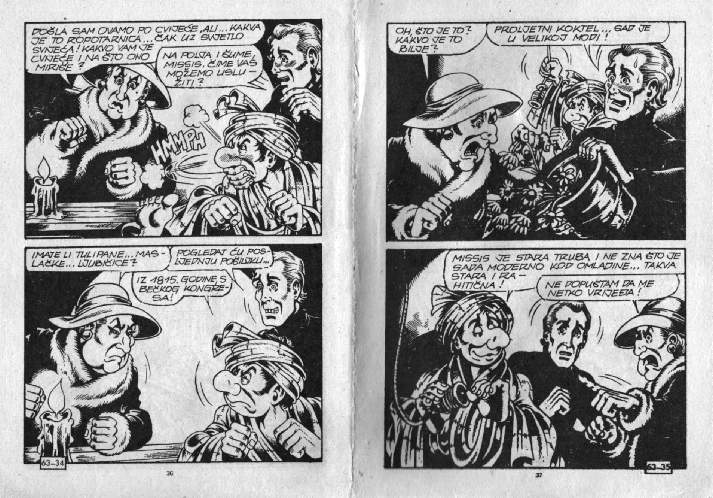 DOŠLA SAM OVAMO PO CVIJEĆE, ALI... KAKVA
JE TO ROPOTARNICA... ČAK UZ SVJETLO
SVIJEĆA! KAKVO VAM JE
CVIJEĆE I NA ŠTO ONO
MIRIŠE?
NA POLJA I ŠUME,
MISSIS. ČIME VAS
MOŽEMO USLU-
ŽITI?
HMMPH
IMATE LI TULIPANE... MAS-
LAČKE... LJUBIČICE?
POGLEDAT ĆU POS-
LJEDNJU POŠILJKU...
IZ 1815. GODINE, S
BEČKOG KONGRE-
SA!
63-34
36
OH, ŠTO JE TO?
KAKVO JE TO
BILJE?
PROLJETNI KOKTEL... SAD JE
U VELIKOJ MODI!
MISSIS JE STARA TRUBA I NE ZNA ŠTO JE
SADA MODERNO KOD OMLADINE... TAKVA
STARA I RA-
HITIČNA!
NE DOPUŠTAM DA ME
NETKO VRIJEĐA!
37
63-35